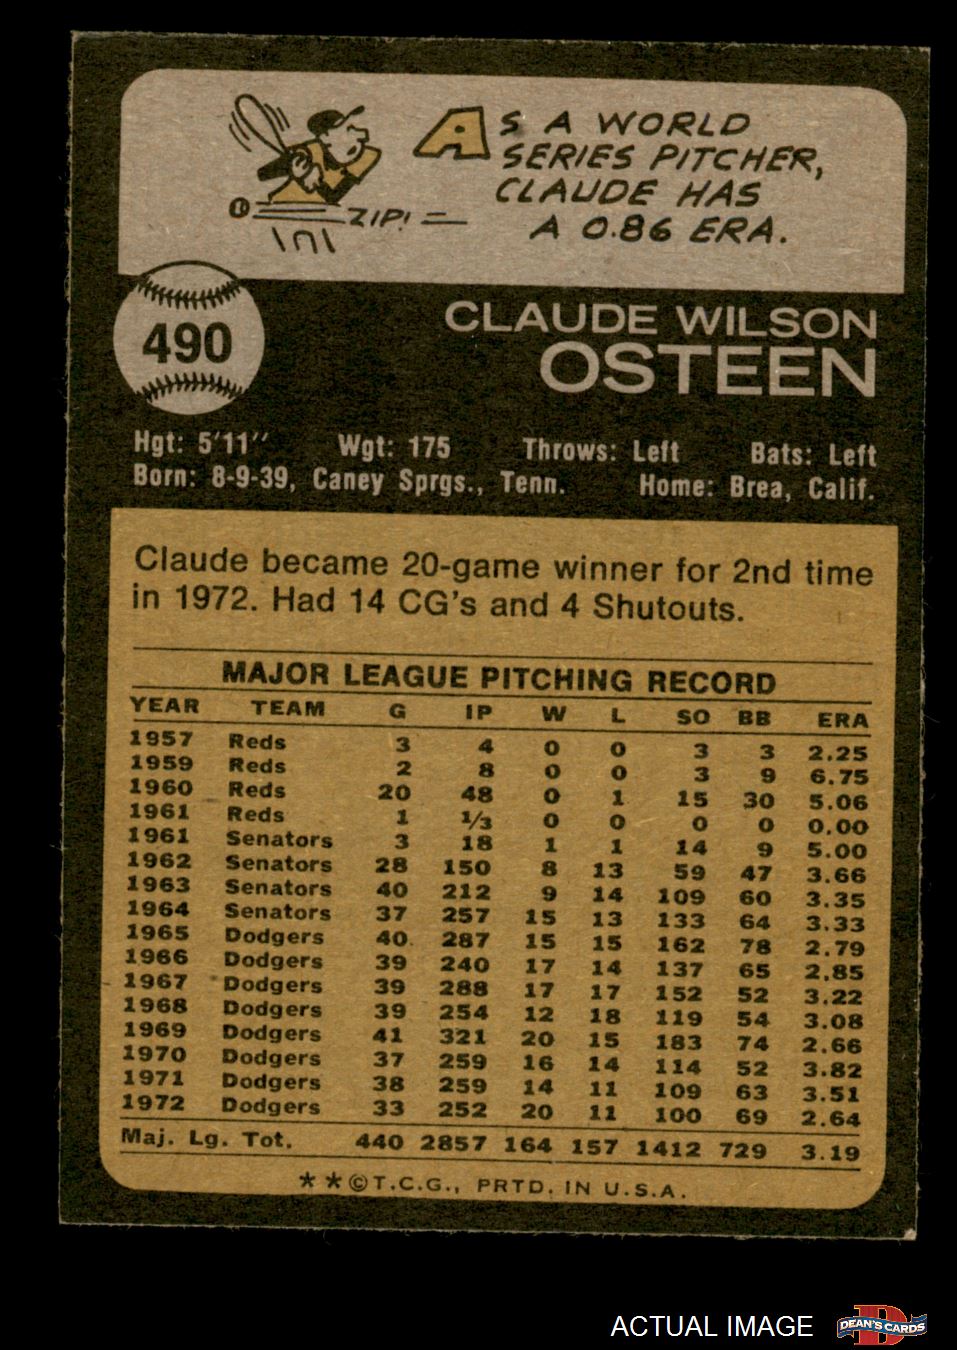 AS A WORLD
SERIES PITCHER,
CLAUDE HAS
A 0.86 ERA.
ZIP!
490
CLAUDE WILSON
OSTEEN
Hgt: 5'11" Wgt: 175 Throws: Left Bats: Left
Born: 8-9-39, Caney Sprgs., Tenn. Home: Brea, Calif.
Claude became 20-game winner for 2nd time
in 1972. Had 14 CG's and 4 Shutouts.
MAJOR LEAGUE PITCHING RECORD
YEAR TEAM G IP W L SO BB ERA
1957 Reds 3 4 0 0 3 3 2.25
1959 Reds 2 8 0 0 3 9 6.75
1960 Reds 20 48 0 1 15 30 5.06
1961 Reds 1 1/3 0 0 0 0 0.00
1961 Senators 3 18 1 1 14 9 5.00
1962 Senators 28 150 8 13 59 47 3.66
1963 Senators 40 212 9 14 109 60 3.35
1964 Senators 37 257 15 13 133 64 3.33
1965 Dodgers 40 287 15 15 162 78 2.79
1966 Dodgers 39 240 17 14 137 65 2.85
1967 Dodgers 39 288 17 17 152 52 3.22
1968 Dodgers 39 254 12 18 119 54 3.08
1969 Dodgers 41 321 20 15 183 74 2.66
1970 Dodgers 37 259 16 14 114 52 3.82
1971 Dodgers 38 259 14 11 109 63 3.51
1972 Dodgers 33 252 20 11 100 69 2.64
Maj. Lg. Tot. 440 2857 164 157 1412 729 3.19
★★©T.C.G., PRTD. IN U.S.A.
ACTUAL IMAGE
D
DEAN'S CARDS